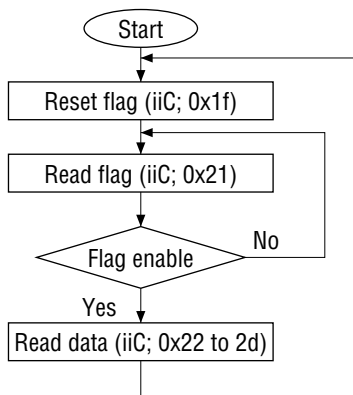 Start
Reset flag (iiC; 0x1f)
Read flag (iiC; 0x21)
Flag enable
No
Yes
Read data (iiC; 0x22 to 2d)